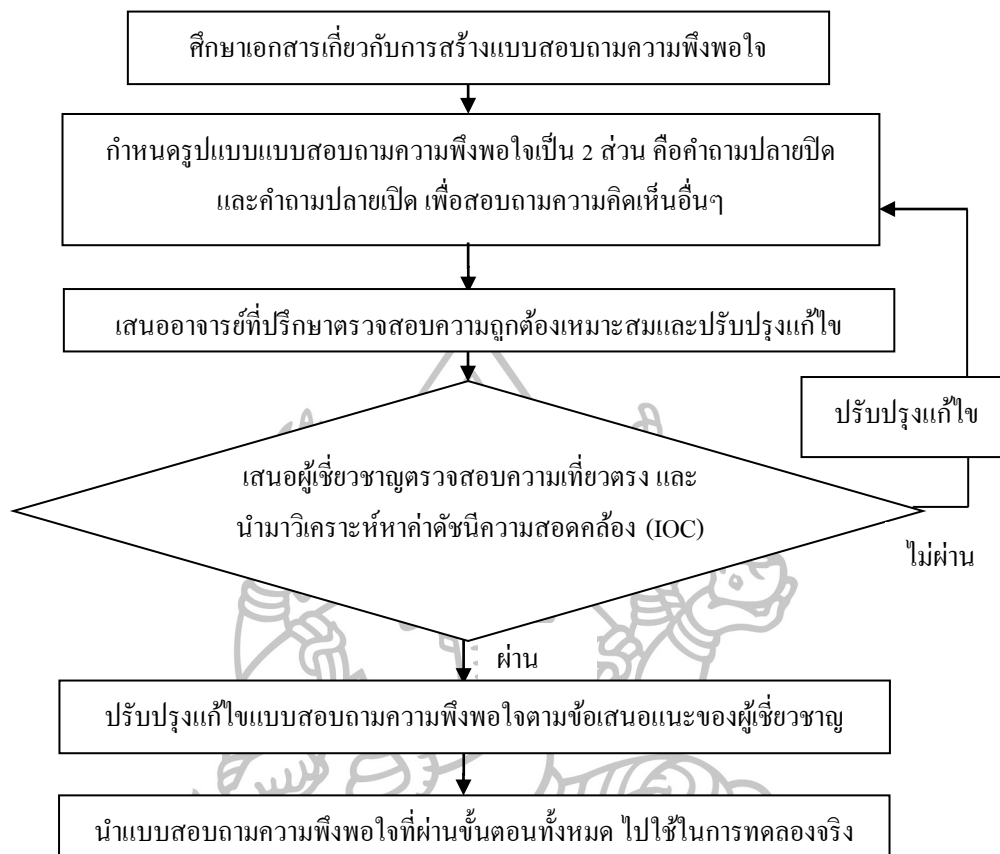 ศึกษาเอกสารเกี่ยวกับการสร้างแบบสอบถามความพึงพอใจ
กำหนดรูปแบบแบบสอบถามความพึงพอใจเป็น 2 ส่วน คือคำถามปลายปิด
และคำถามปลายเปิด เพื่อสอบถามความคิดเห็นอื่นๆ
เสนออาจารย์ที่ปรึกษาตรวจสอบความถูกต้องเหมาะสมและปรับปรุงแก้ไข
ปรับปรุงแก้ไข
เสนอผู้เชี่ยวชาญตรวจสอบความเที่ยวตรง และ
นำมาวิเคราะห์หาค่าดัชนีความสอดคล้อง (IOC)
ไม่ผ่าน
ผ่าน
ปรับปรุงแก้ไขแบบสอบถามความพึงพอใจตามข้อเสนอแนะของผู้เชี่ยวชาญ
นำแบบสอบถามความพึงพอใจที่ผ่านขั้นตอนทั้งหมด ไปใช้ในการทดลองจริง